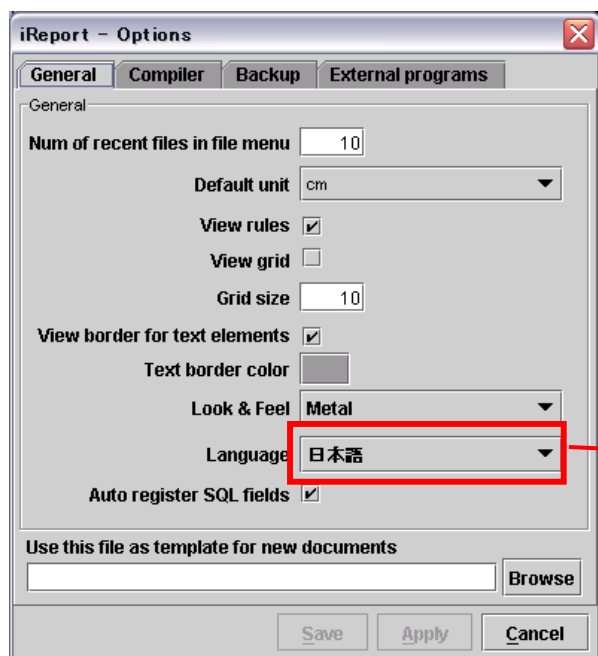 iReport - Options
General Compiler Backup External programs
General
Num of recent files in file menu 10
Default unit cm
View rules
View grid
Grid size 10
View border for text elements
Text border color
Look & Feel Metal
Language 日本語
Auto register SQL fields
Use this file as template for new documents
Browse
Save Apply Cancel